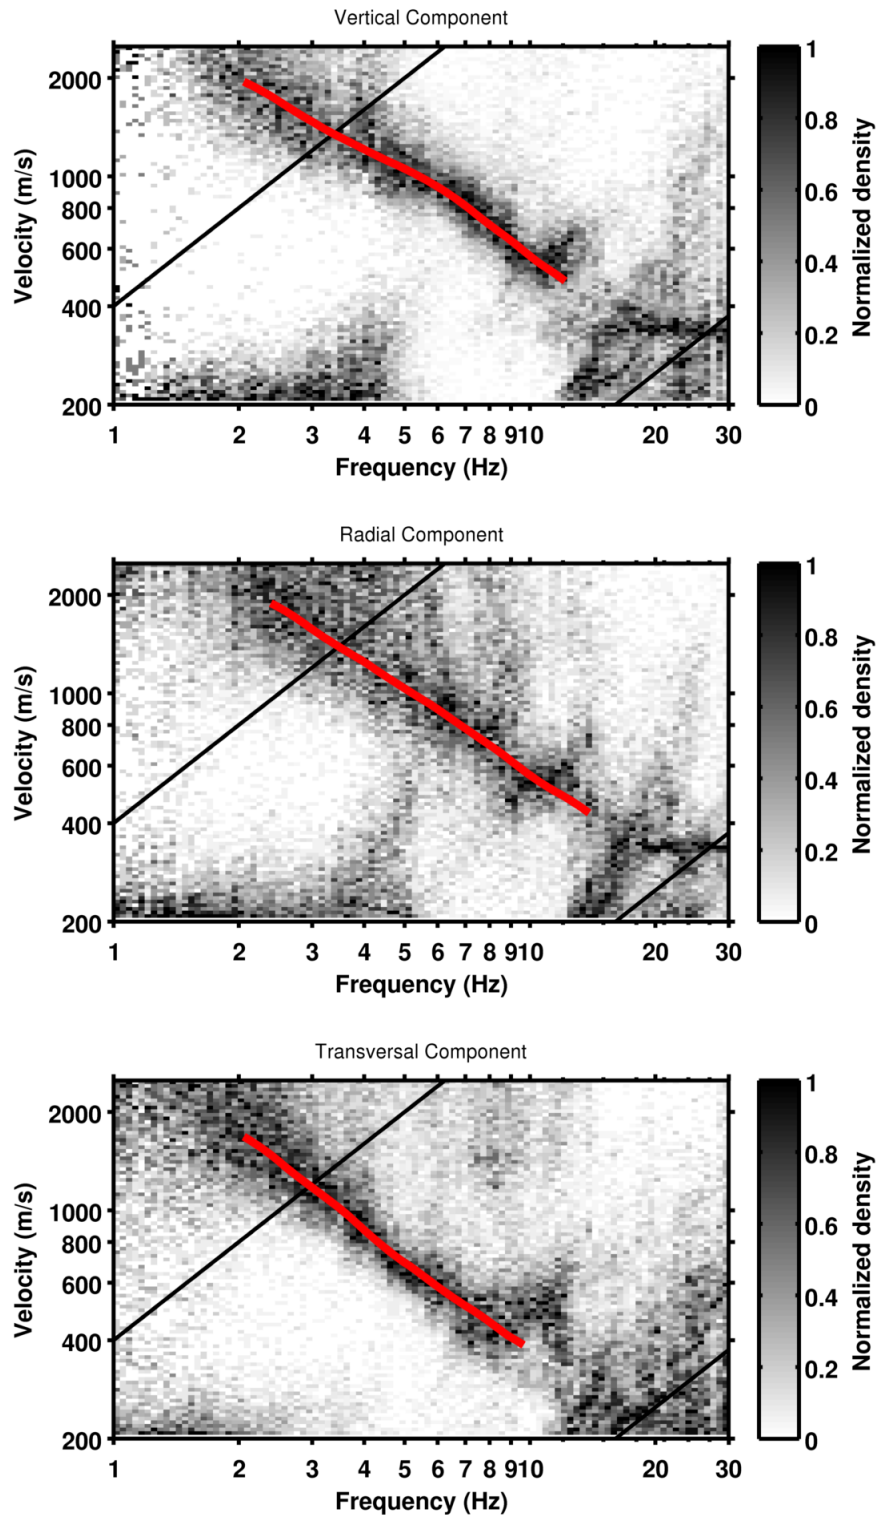 Vertical Component
2000
1000
800
600
400
200
Velocity (m/s)
1 2 3 4 5 6 7 8 910 20 30
Frequency (Hz)
1
0.8
0.6
0.4
0.2
0
Normalized density
Radial Component
2000
1000
800
600
400
200
Velocity (m/s)
1 2 3 4 5 6 7 8 910 20 30
Frequency (Hz)
1
0.8
0.6
0.4
0.2
0
Normalized density
Transversal Component
2000
1000
800
600
400
200
Velocity (m/s)
1 2 3 4 5 6 7 8 910 20 30
Frequency (Hz)
1
0.8
0.6
0.4
0.2
0
Normalized density